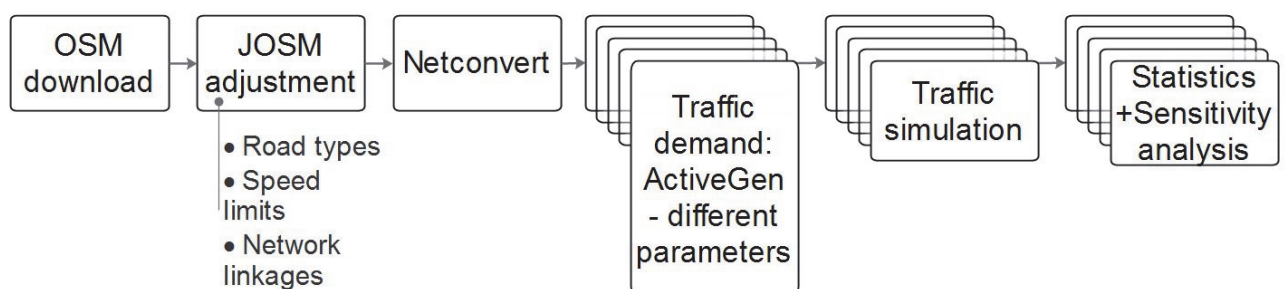 OSM
download
JOSM
adjustment
• Road types
• Speed
limits
• Network
linkages
Netconvert
Traffic
demand:
ActiveGen
- different
parameters
Traffic
simulation
Statistics
+Sensitivity
analysis